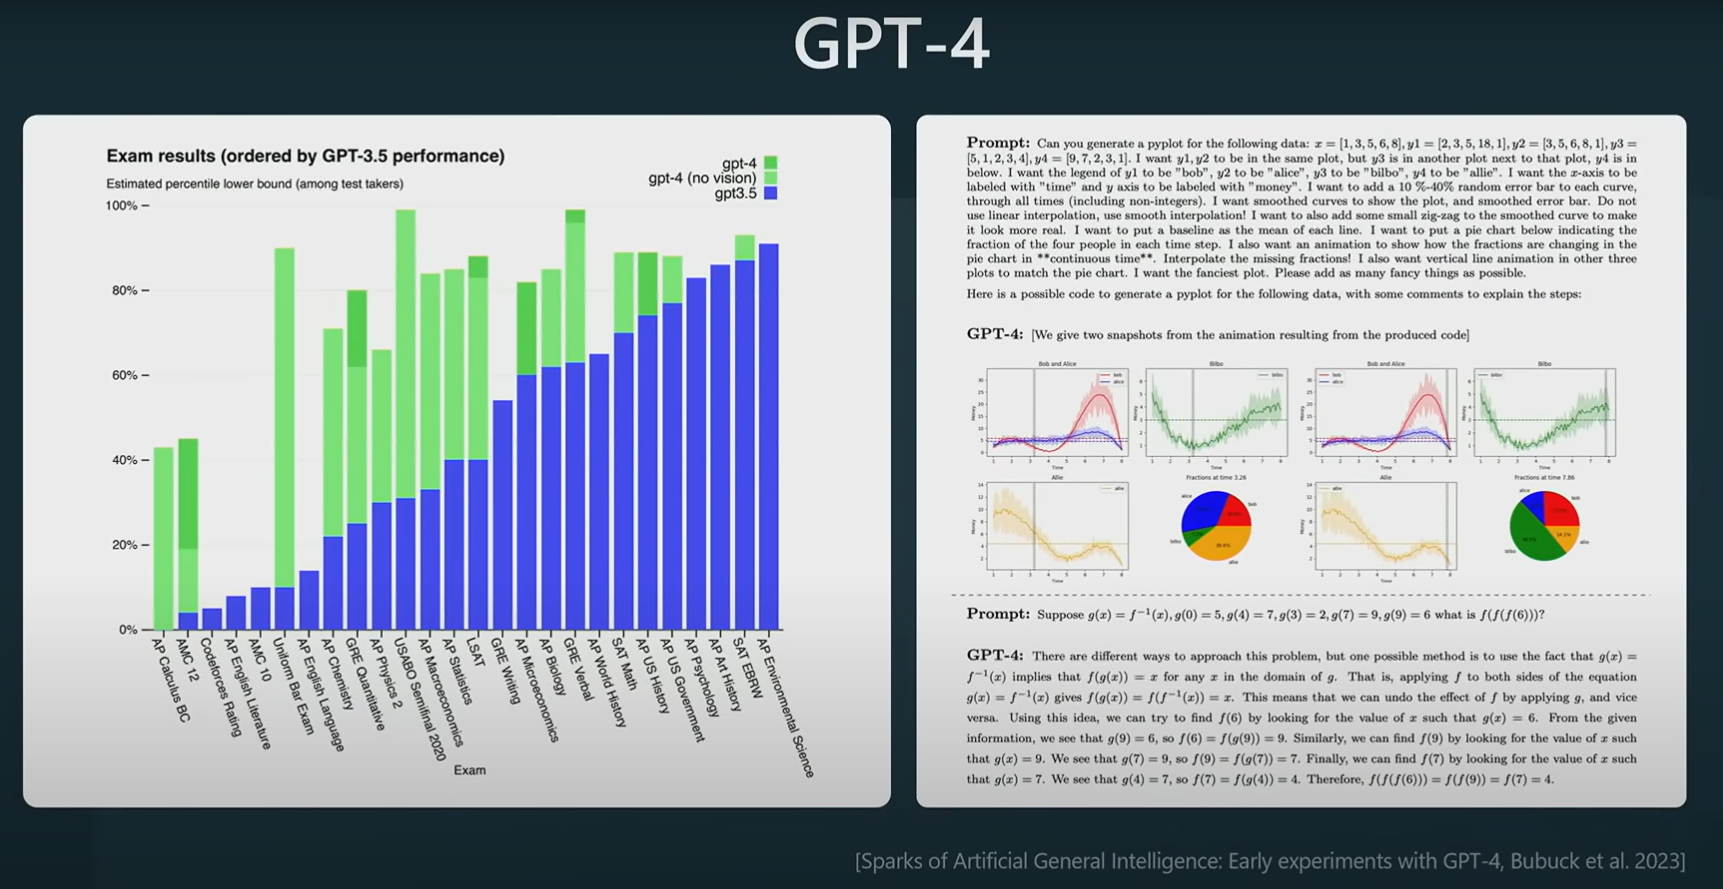 GPT-4
Exam results (ordered by GPT-3.5 performance)
Estimated percentile lower bound (among test takers)
gpt-4
gpt-4 (no vision)
gpt3.5
100%
80%
60%
40%
20%
0%
AP Calculus BC
AMC 12
Codeforces Rating
AP English Literature
AMC 10
Uniform Bar Exam
AP English Language
AP Chemistry
GRE Quantitative
AP Physics 2
USABO Semifinal 2020
AP Macroeconomics
AP Statistics
LSAT
GRE Writing
AP Microeconomics
AP Biology
GRE Verbal
AP World History
SAT Math
AP US History
AP US Government
AP Psychology
AP Art History
SAT EBRW
AP Environmental Science
Exam
Prompt: Can you generate a pyplot for the following data: x = [1,3,5,6,8], y1 = [2,3,5,18,1], y2 = [3,5,6,8,1], y3 =
[5,1,2,3,4], y4 = [9,7,2,3,1]. I want y1,y2 to be in the same plot, but y3 is in another plot next to that plot, y4 is in
below. I want the legend of y1 to be "bob", y2 to be "alice", y3 to be "bilbo", y4 to be "allie". I want the x-axis to be
labeled with "time" and y axis to be labeled with "money". I want to add a 10 %-40% random error bar to each curve,
through all times (including non-integers). I want smoothed curves to show the plot, and smoothed error bar. Do not
use linear interpolation, use smooth interpolation! I want to also add some small zig-zag to the smoothed curve to make
it look more real. I want to put a baseline as the mean of each line. I want to put a pie chart below indicating the
fraction of the four people in each time step. I also want an animation to show how the fractions are changing in the
pie chart in **continuous time**. Interpolate the missing fractions! I also want vertical line animation in other three
plots to match the pie chart. I want the fanciest plot. Please add as many fancy things as possible.
Here is a possible code to generate a pyplot for the following data, with some comments to explain the steps:
GPT-4: [We give two snapshots from the animation resulting from the produced code]
Bob and Alice
bob
alice
Money
Time
Bilbo
bilbo
Money
Time
Bob and Alice
bob
alice
Money
Time
Bilbo
bilbo
Money
Time
Allie
allie
Money
Time
Fractions at time 3.26
alice
bob
bilbo
allie
Allie
allie
Money
Time
Fractions at time 7.86
alice
bob
bilbo
allie
Prompt: Suppose g(x) = f⁻¹(x), g(0) = 5, g(4) = 7, g(3) = 2, g(7) = 9, g(9) = 6 what is f(f(f(6)))?
GPT-4: There are different ways to approach this problem, but one possible method is to use the fact that g(x) =
f⁻¹(x) implies that f(g(x)) = x for any x in the domain of g. That is, applying f to both sides of the equation
g(x) = f⁻¹(x) gives f(g(x)) = f(f⁻¹(x)) = x. This means that we can undo the effect of f by applying g, and vice
versa. Using this idea, we can try to find f(6) by looking for the value of x such that g(x) = 6. From the given
information, we see that g(9) = 6, so f(6) = f(g(9)) = 9. Similarly, we can find f(9) by looking for the value of x such
that g(x) = 9. We see that g(7) = 9, so f(9) = f(g(7)) = 7. Finally, we can find f(7) by looking for the value of x such
that g(x) = 7. We see that g(4) = 7, so f(7) = f(g(4)) = 4. Therefore, f(f(f(6))) = f(f(9)) = f(7) = 4.
[Sparks of Artificial General Intelligence: Early experiments with GPT-4, Bubuck et al. 2023]